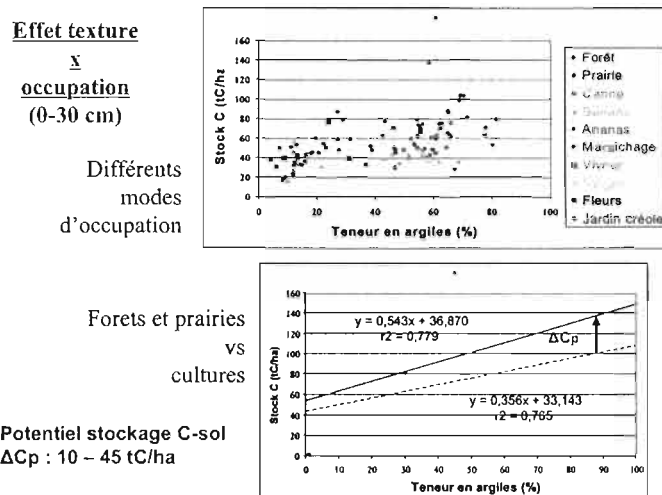 Effet texture
x
occupation
(0-30 cm)
Différents
modes
d'occupation
Stock C (tC/hz
160
140
120
100
80
60
40
20
0
0
20
40
60
80
100
Teneur en argiles (%)
Forêt
Prairie
Canne
Ananas
Maraichage
Vivrier
Fleurs
Jardin créole
Forets et prairies
vs
cultures
Potentiel stockage C-sol
ΔCp : 10 – 45 tC/ha
Stock C (tC/ha)
160
140
120
100
80
60
40
20
0
y = 0,543x + 36,870
r2 = 0,779
ΔCp
y = 0,356x + 33,143
r2 = 0,765
0
10
20
30
40
50
60
70
80
90
100
Teneur en argiles (%)